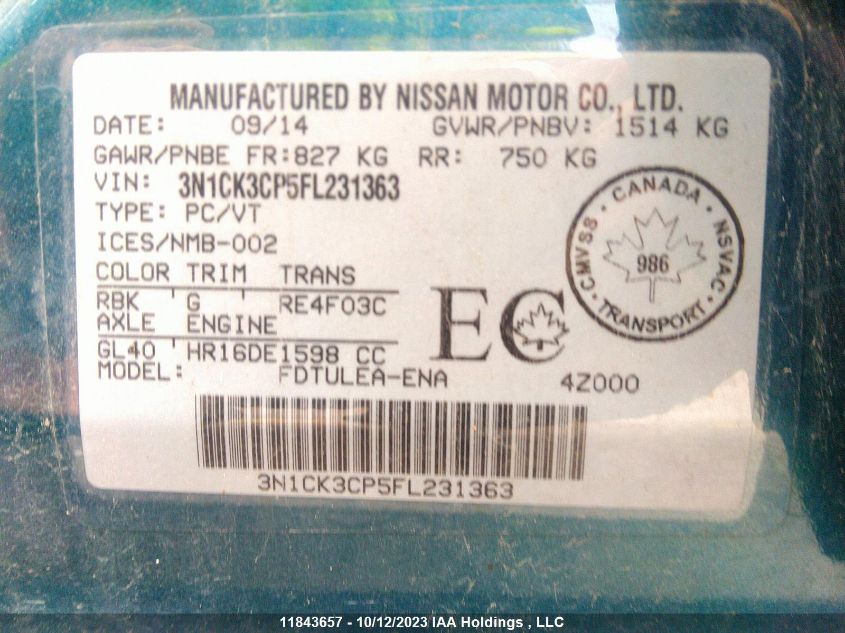 MANUFACTURED BY NISSAN MOTOR CO., LTD.
DATE: 09/14 GVWR/PNBV: 1514 KG
GAWR/PNBE FR:827 KG RR: 750 KG
VIN: 3N1CK3CP5FL231363
TYPE: PC/VT
ICES/NMB-002
COLOR TRIM TRANS
RBK ' G ' RE4F03C
AXLE ENGINE
GL40 ' HR16DE1598 CC
MODEL: FDTULEA-ENA 4Z000
EC
CMVSS • CANADA • NSVAC • TRANSPORT •
986
3N1CK3CP5FL231363
11843657 - 10/12/2023 IAA Holdings , LLC